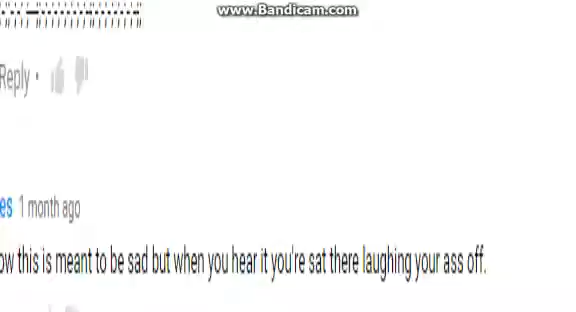 www.Bandicam.com
Reply •
es 1 month ago
ow this is meant to be sad but when you hear it you're sat there laughing your ass off.